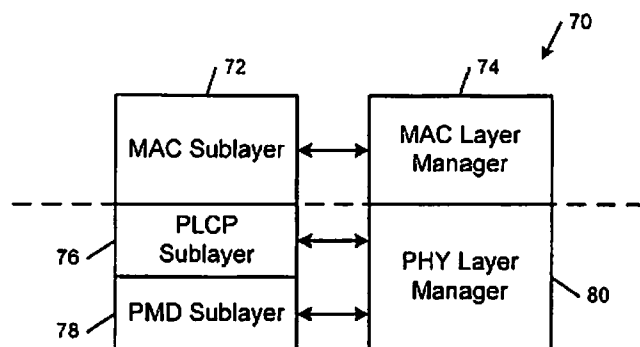 70
72
74
MAC Sublayer
MAC Layer
Manager
PLCP
Sublayer
76
PHY Layer
Manager
80
78
PMD Sublayer